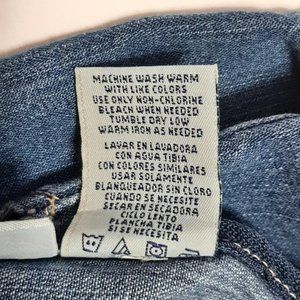 MACHINE WASH WARM
WITH LIKE COLORS
USE ONLY NON-CHLORINE
BLEACH WHEN NEEDED
TUMBLE DRY LOW
WARM IRON AS NEEDED
LAVAR EN LAVADORA
CON AGUA TIBIA
CON COLORES SIMILARES
USAR SOLAMENTE
BLANQUEADOR SIN CLORO
CUANDO SE NECESITE
SECAR EN SECADORA
CICLO LENTO
PLANCHA TIBIA
SI SE NECESITA